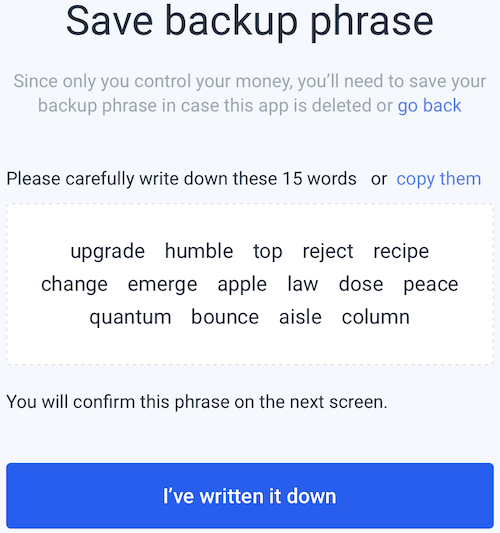 Save backup phrase
Since only you control your money, you’ll need to save your
backup phrase in case this app is deleted or go back
Please carefully write down these 15 words or copy them
upgrade humble top reject recipe
change emerge apple law dose peace
quantum bounce aisle column
You will confirm this phrase on the next screen.
I’ve written it down